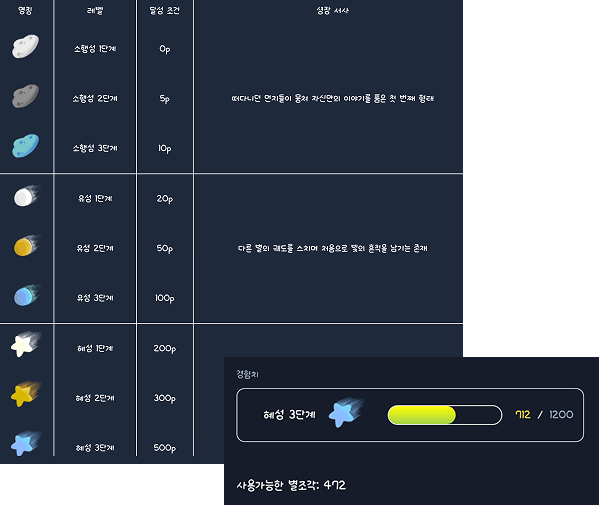 명칭 레벨 달성 조건 성장 서사
소행성 1단계 0p
소행성 2단계 5p 떠다니던 먼지들이 뭉쳐 자신만의 이야기를 품은 첫 번째 형태
소행성 3단계 10p
유성 1단계 20p
유성 2단계 50p 다른 별의 궤도를 스치며 처음으로 빛의 흔적을 남기는 존재
유성 3단계 100p
혜성 1단계 200p
혜성 2단계 300p
혜성 3단계 500p
경험치
혜성 3단계 712 / 1200
사용가능한 별조각: 472